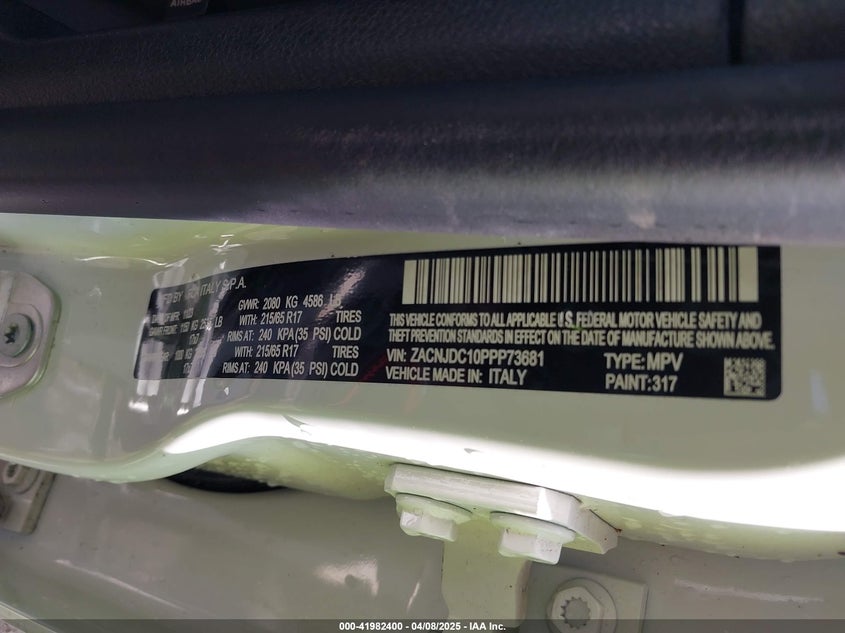 AIRBAG
MFD BY ITALY S.P.A.
GVWR: 2080 KG 4586 LB
WITH: 215/65 R17 TIRES
RIMS AT: 240 KPA (35 PSI) COLD
WITH: 215/65 R17 TIRES
RIMS AT: 240 KPA (35 PSI) COLD
THIS VEHICLE CONFORMS TO ALL APPLICABLE U.S. FEDERAL MOTOR VEHICLE SAFETY AND
THEFT PREVENTION STANDARDS IN EFFECT ON THE DATE OF MANUFACTURE SHOWN ABOVE.
VIN: ZACNJDC10PPP73681 TYPE: MPV
VEHICLE MADE IN: ITALY PAINT: 317
000-41982400 - 04/08/2025 - IAA Inc.